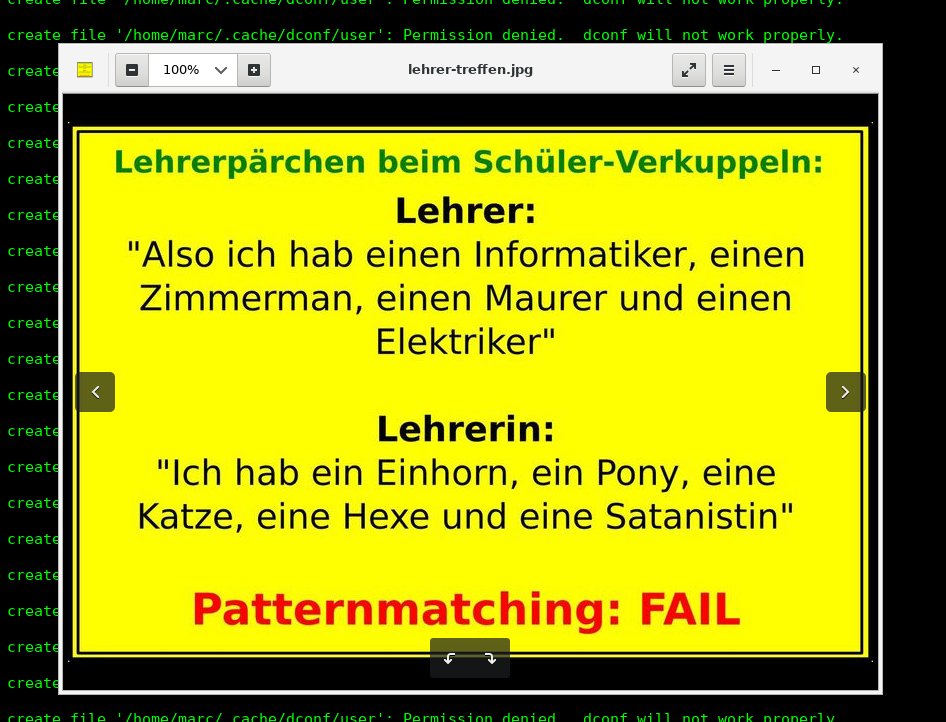 create file '/home/marc/.cache/dconf/user': Permission denied.  dconf will not work properly.
create file '/home/marc/.cache/dconf/user': Permission denied.  dconf will not work properly.
create
100%
lehrer-treffen.jpg
create
create
create
Lehrerpärchen beim Schüler-Verkuppeln:
create
create
Lehrer:
create
"Also ich hab einen Informatiker, einen
create
Zimmerman, einen Maurer und einen
create
Elektriker"
create
create
create
create
Lehrerin:
create
"Ich hab ein Einhorn, ein Pony, eine
create
Katze, eine Hexe und eine Satanistin"
create
create
create
Patternmatching: FAIL
create
create
create file '/home/marc/.cache/dconf/user': Permission denied.  dconf will not work properly.